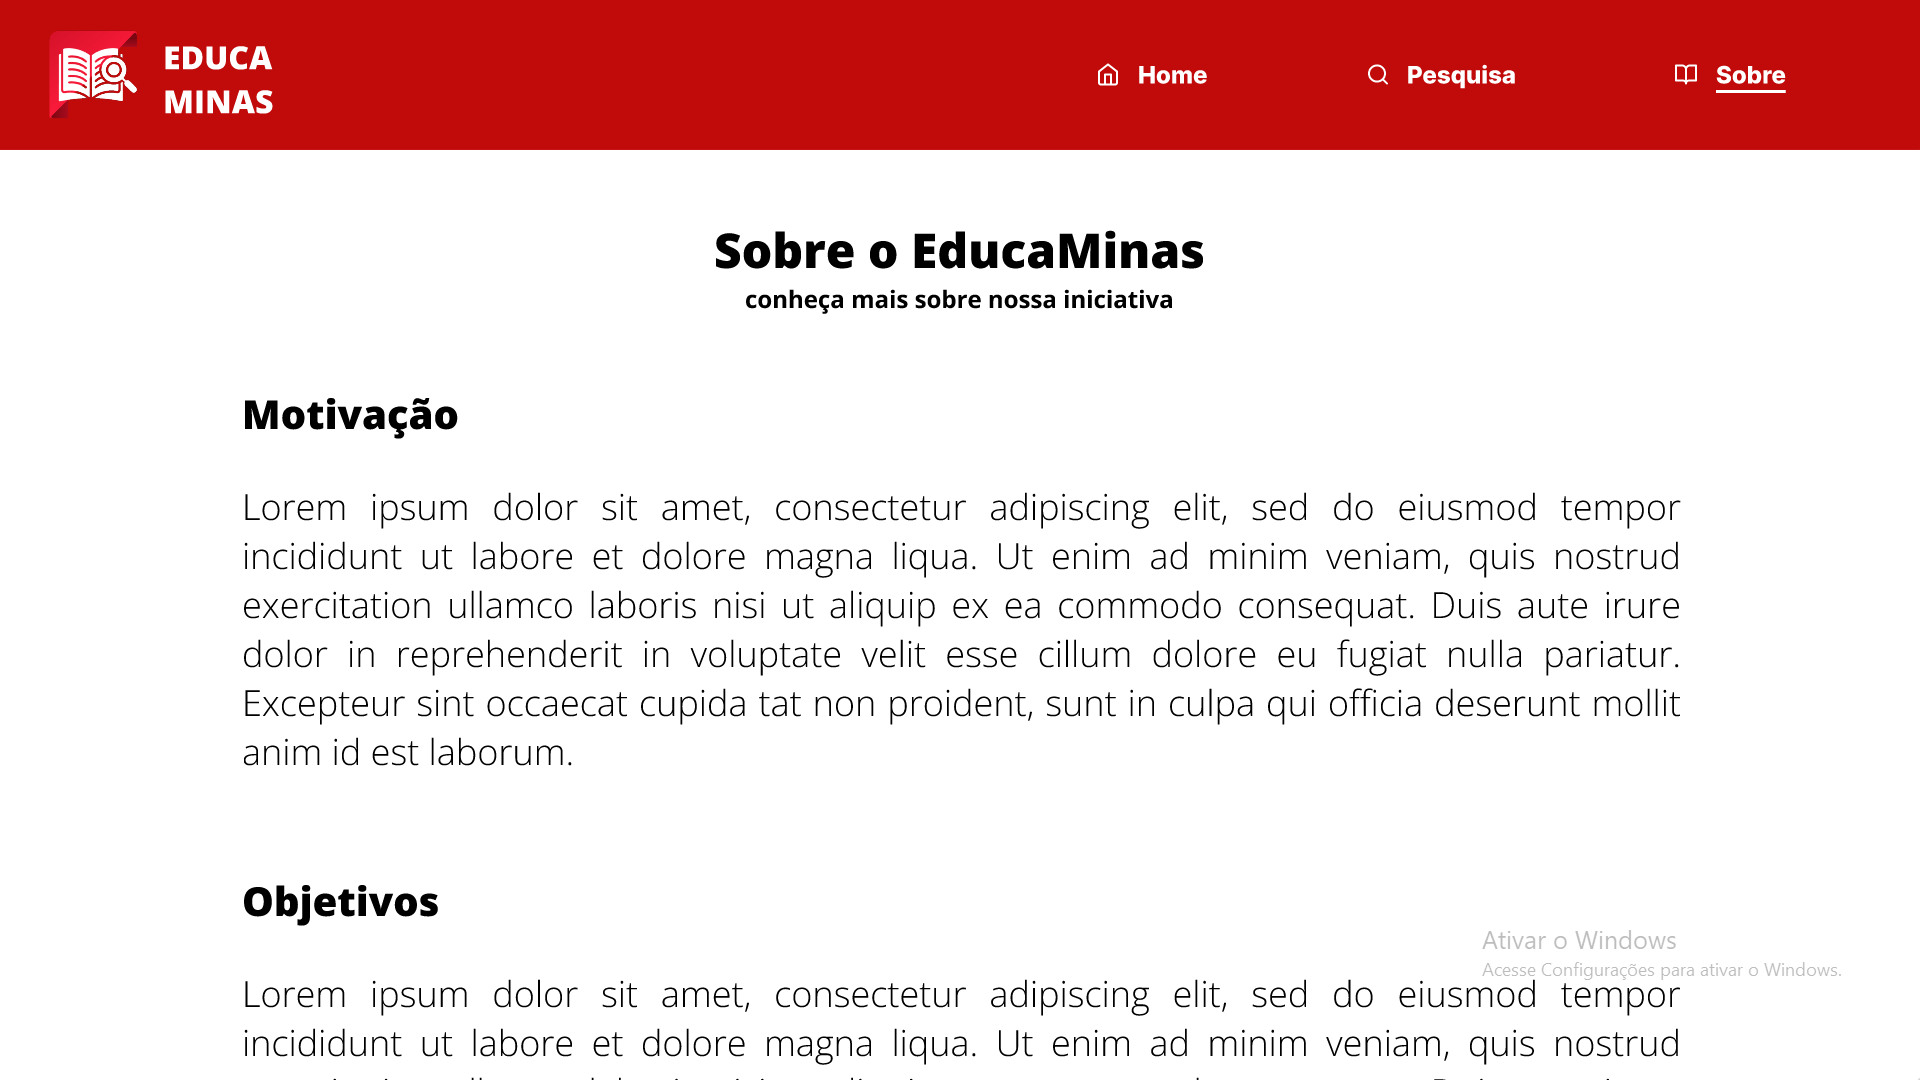 EDUCA
MINAS
Home
Pesquisa
Sobre
Sobre o EducaMinas
conheça mais sobre nossa iniciativa
Motivação
Lorem ipsum dolor sit amet, consectetur adipiscing elit, sed do eiusmod tempor
incididunt ut labore et dolore magna liqua. Ut enim ad minim veniam, quis nostrud
exercitation ullamco laboris nisi ut aliquip ex ea commodo consequat. Duis aute irure
dolor in reprehenderit in voluptate velit esse cillum dolore eu fugiat nulla pariatur.
Excepteur sint occaecat cupida tat non proident, sunt in culpa qui officia deserunt mollit
anim id est laborum.
Objetivos
Ativar o Windows
Acesse Configurações para ativar o Windows.
Lorem ipsum dolor sit amet, consectetur adipiscing elit, sed do eiusmod tempor
incididunt ut labore et dolore magna liqua. Ut enim ad minim veniam, quis nostrud